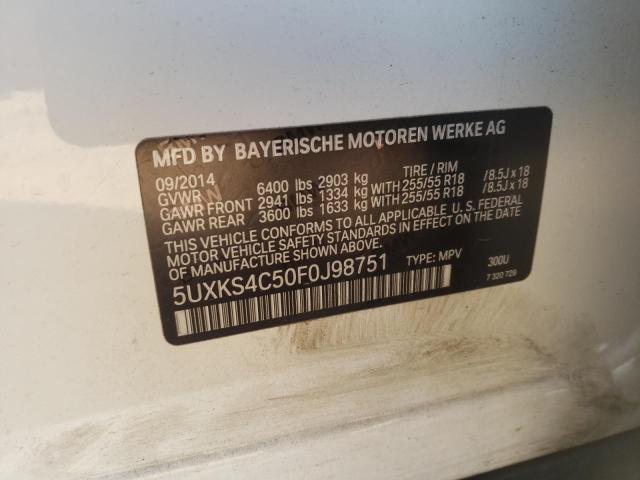 MFD BY BAYERISCHE MOTOREN WERKE AG
09/2014 TIRE / RIM
GVWR 6400 lbs 2903 kg
GAWR FRONT 2941 lbs 1334 kg WITH 255/55 R18 /8.5J x 18
GAWR REAR 3600 lbs 1633 kg WITH 255/55 R18 /8.5J x 18
THIS VEHICLE CONFORMS TO ALL APPLICABLE U. S. FEDERAL
MOTOR VEHICLE SAFETY STANDARDS IN EFFECT ON THE
DATE OF MANUFACTURE SHOWN ABOVE.
5UXKS4C50F0J98751 TYPE: MPV 300U
7 320 729